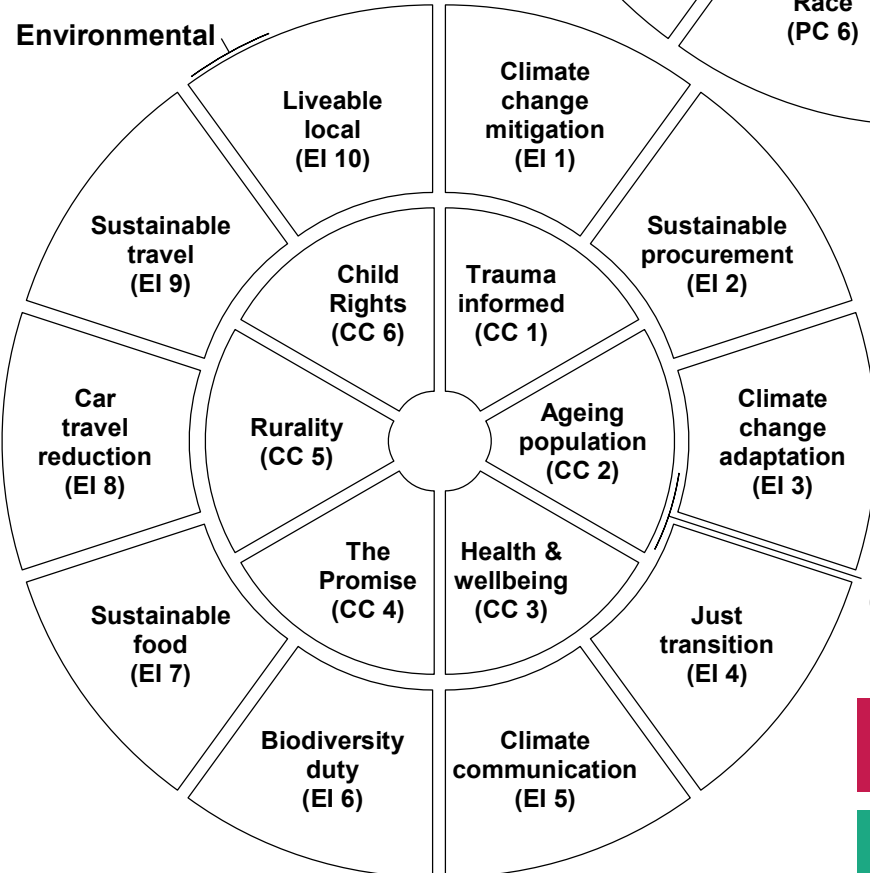 Environmental
Race
(PC 6)
Climate
change
mitigation
(EI 1)
Sustainable
procurement
(EI 2)
Climate
change
adaptation
(EI 3)
Just
transition
(EI 4)
Climate
communication
(EI 5)
Biodiversity
duty
(EI 6)
Sustainable
food
(EI 7)
Car
travel
reduction
(EI 8)
Sustainable
travel
(EI 9)
Liveable
local
(EI 10)
Trauma
informed
(CC 1)
Ageing
population
(CC 2)
Health &
wellbeing
(CC 3)
The
Promise
(CC 4)
Rurality
(CC 5)
Child
Rights
(CC 6)